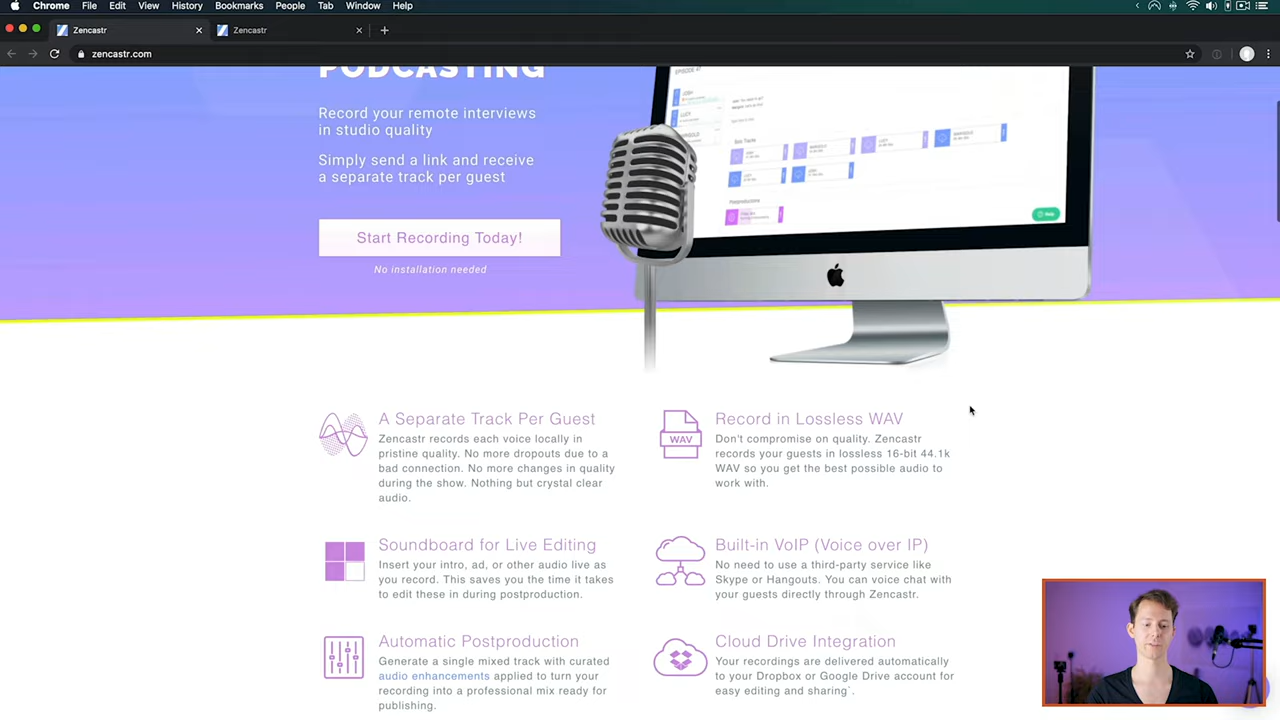 Chrome File Edit View History Bookmarks People Tab Window Help
Zencastr
Zencastr
zencastr.com
PODCASTING
Record your remote interviews
in studio quality
Simply send a link and receive
a separate track per guest
Start Recording Today!
No installation needed
A Separate Track Per Guest
Zencastr records each voice locally in
pristine quality. No more dropouts due to a
bad connection. No more changes in quality
during the show. Nothing but crystal clear
audio.
Record in Lossless WAV
WAV
Don't compromise on quality. Zencastr
records your guests in lossless 16-bit 44.1k
WAV so you get the best possible audio to
work with.
Soundboard for Live Editing
Insert your intro, ad, or other audio live as
you record. This saves you the time it takes
to edit these in during postproduction.
Built-in VoIP (Voice over IP)
No need to use a third-party service like
Skype or Hangouts. You can voice chat with
your guests directly through Zencastr.
Automatic Postproduction
Generate a single mixed track with curated
audio enhancements applied to turn your
recording into a professional mix ready for
publishing.
Cloud Drive Integration
Your recordings are delivered automatically
to your Dropbox or Google Drive account for
easy editing and sharing*.